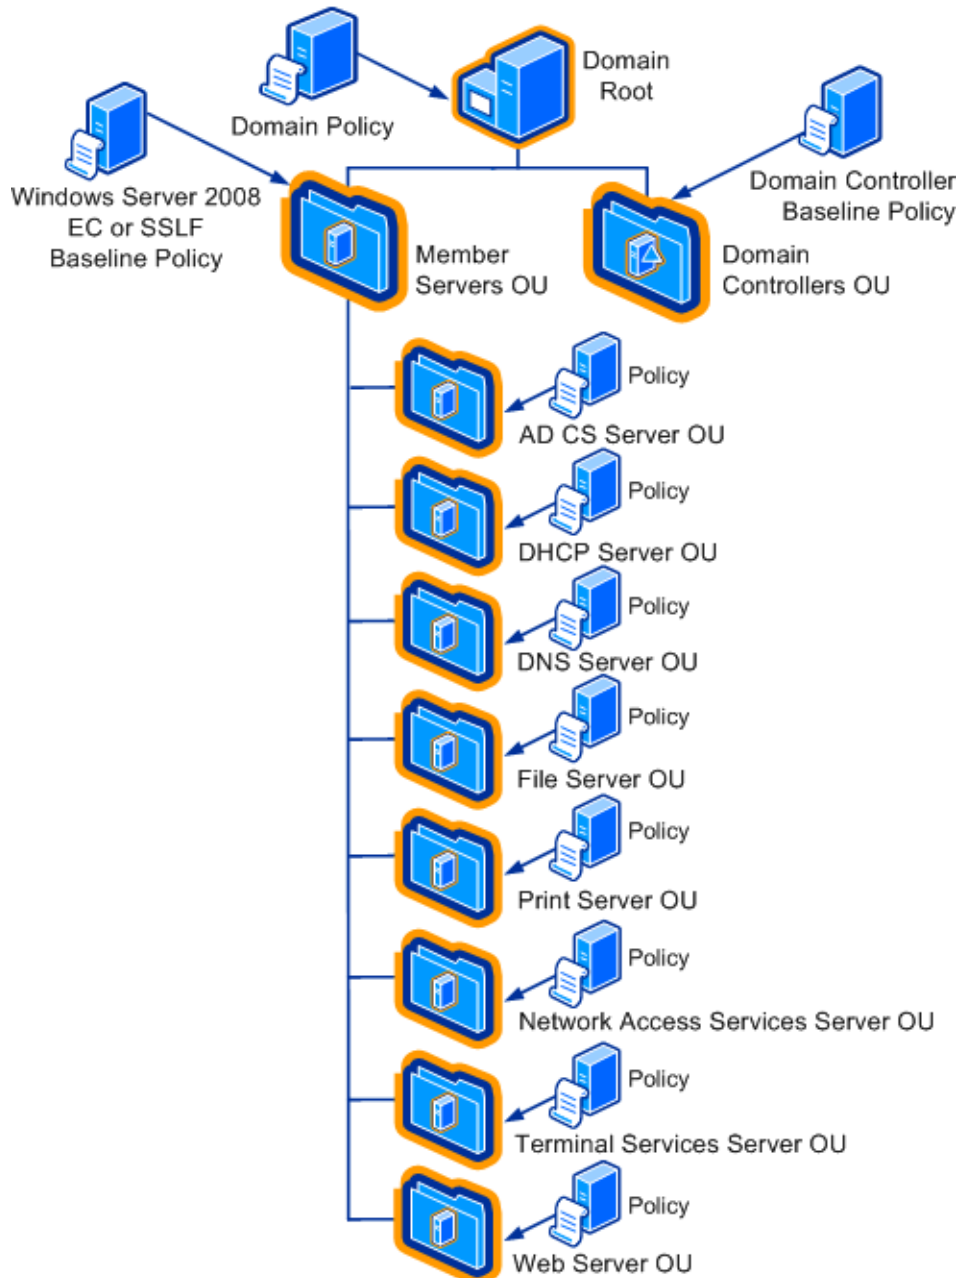 Domain
Root
Domain Policy
Windows Server 2008
EC or SSLF
Baseline Policy
Domain Controller
Baseline Policy
Member
Servers OU
Domain
Controllers OU
Policy
AD CS Server OU
Policy
DHCP Server OU
Policy
DNS Server OU
Policy
File Server OU
Policy
Print Server OU
Policy
Network Access Services Server OU
Policy
Terminal Services Server OU
Policy
Web Server OU